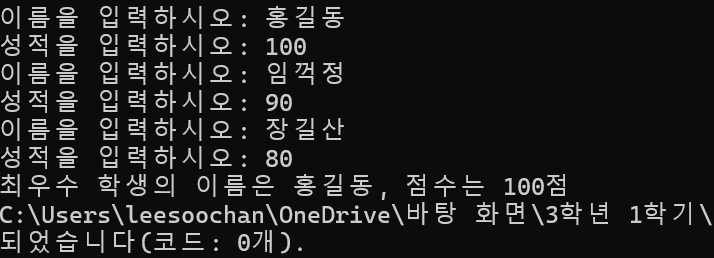 이름을 입력하시오: 홍길동
성적을 입력하시오: 100
이름을 입력하시오: 임꺽정
성적을 입력하시오: 90
이름을 입력하시오: 장길산
성적을 입력하시오: 80
최우수 학생의 이름은 홍길동, 점수는 100점
C:\Users\leesoochan\OneDrive\바탕 화면\3학년 1학기\
되었습니다(코드: 0개).